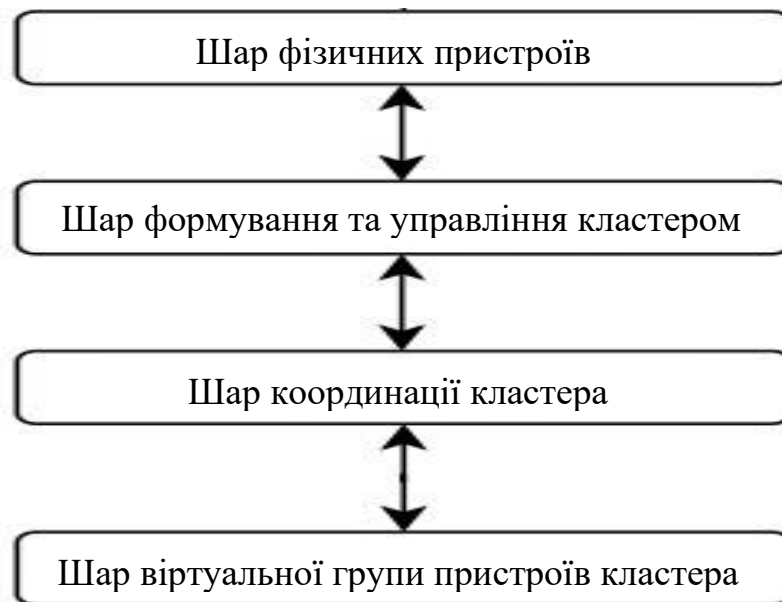 Шар фізичних пристроїв
Шар формування та управління кластером
Шар координації кластера
Шар віртуальної групи пристроїв кластера